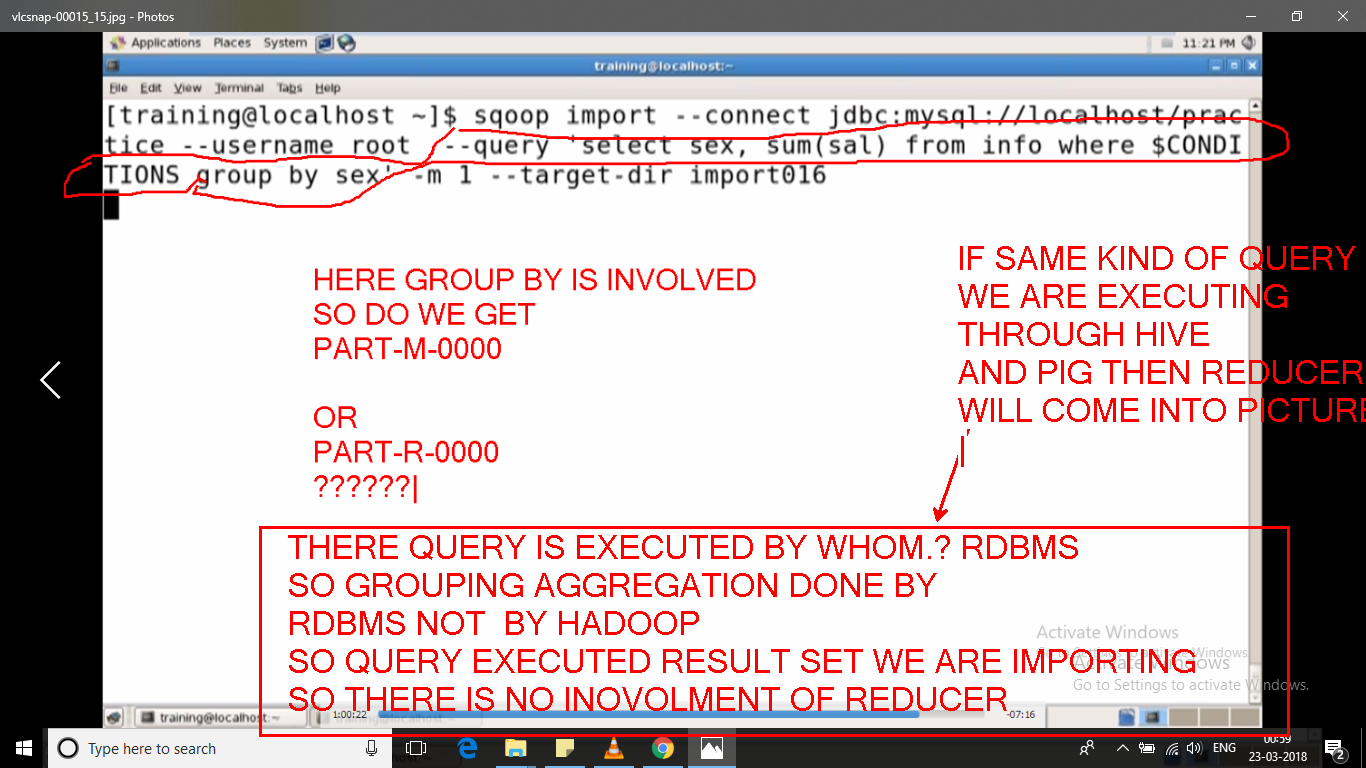 vlcsnap-00015_15.jpg - Photos
Applications Places System 11:21 PM
training@localhost:~
File Edit View Terminal Tabs Help
[training@localhost ~]$ sqoop import --connect jdbc:mysql://localhost/prac
tice --username root --query 'select sex, sum(sal) from info where $CONDI
TIONS group by sex' -m 1 --target-dir import016
HERE GROUP BY IS INVOLVED
SO DO WE GET
PART-M-0000
OR
PART-R-0000
??????|
IF SAME KIND OF QUERY
WE ARE EXECUTING
THROUGH HIVE
AND PIG THEN REDUCER
WILL COME INTO PICTURE
THERE QUERY IS EXECUTED BY WHOM.? RDBMS
SO GROUPING AGGREGATION DONE BY
RDBMS NOT BY HADOOP
SO QUERY EXECUTED RESULT SET WE ARE IMPORTING
SO THERE IS NO INOVOLMENT OF REDUCER
Activate Windows
Activate Windows
Go to Settings to activate Windows.
training@localhost:~
1:00:22 -07:16
Type here to search
ENG
00:59
23-03-2018
2